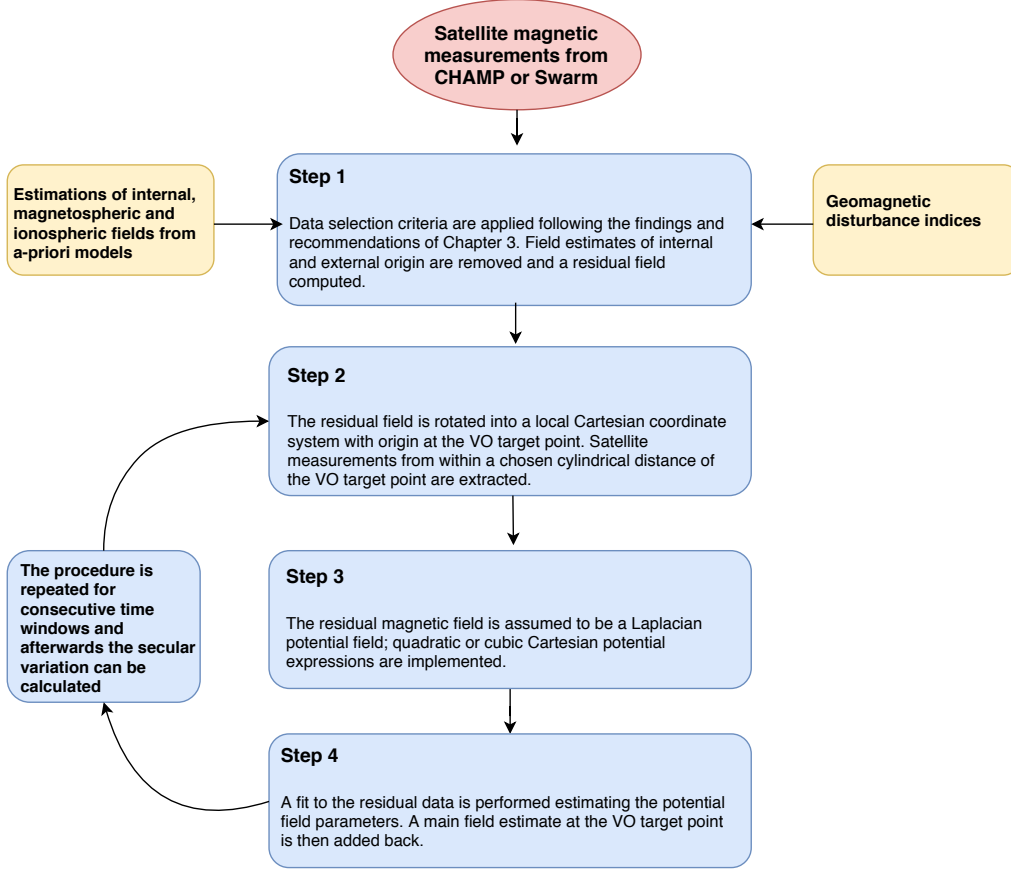 Satellite magnetic
measurements from
CHAMP or Swarm
Estimations of internal,
magnetospheric and
ionospheric fields from
a-priori models
Step 1
Data selection criteria are applied following the findings and
recommendations of Chapter 3. Field estimates of internal
and external origin are removed and a residual field
computed.
Geomagnetic
disturbance indices
Step 2
The residual field is rotated into a local Cartesian coordinate
system with origin at the VO target point. Satellite
measurements from within a chosen cylindrical distance of
the VO target point are extracted.
Step 3
The residual magnetic field is assumed to be a Laplacian
potential field; quadratic or cubic Cartesian potential
expressions are implemented.
Step 4
A fit to the residual data is performed estimating the potential
field parameters. A main field estimate at the VO target point
is then added back.
The procedure is
repeated for
consecutive time
windows and
afterwards the secular
variation can be
calculated